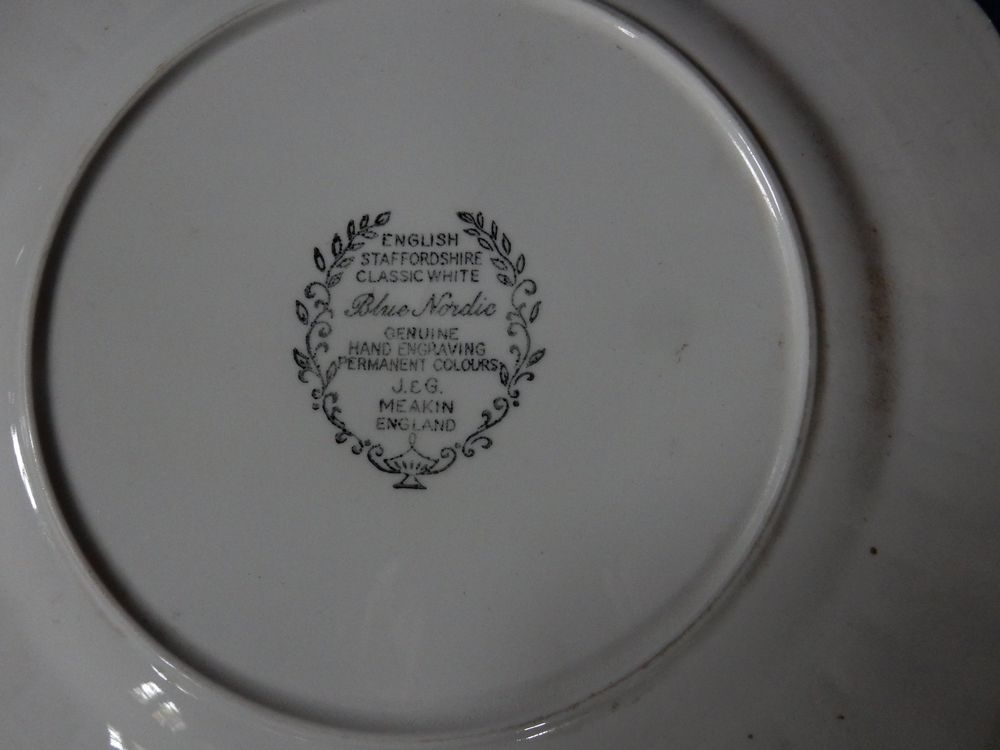 ENGLISH
STAFFORDSHIRE
CLASSIC WHITE
Blue Nordic
GENUINE
HAND ENGRAVING
PERMANENT COLOURS
J. & G.
MEAKIN
ENGLAND